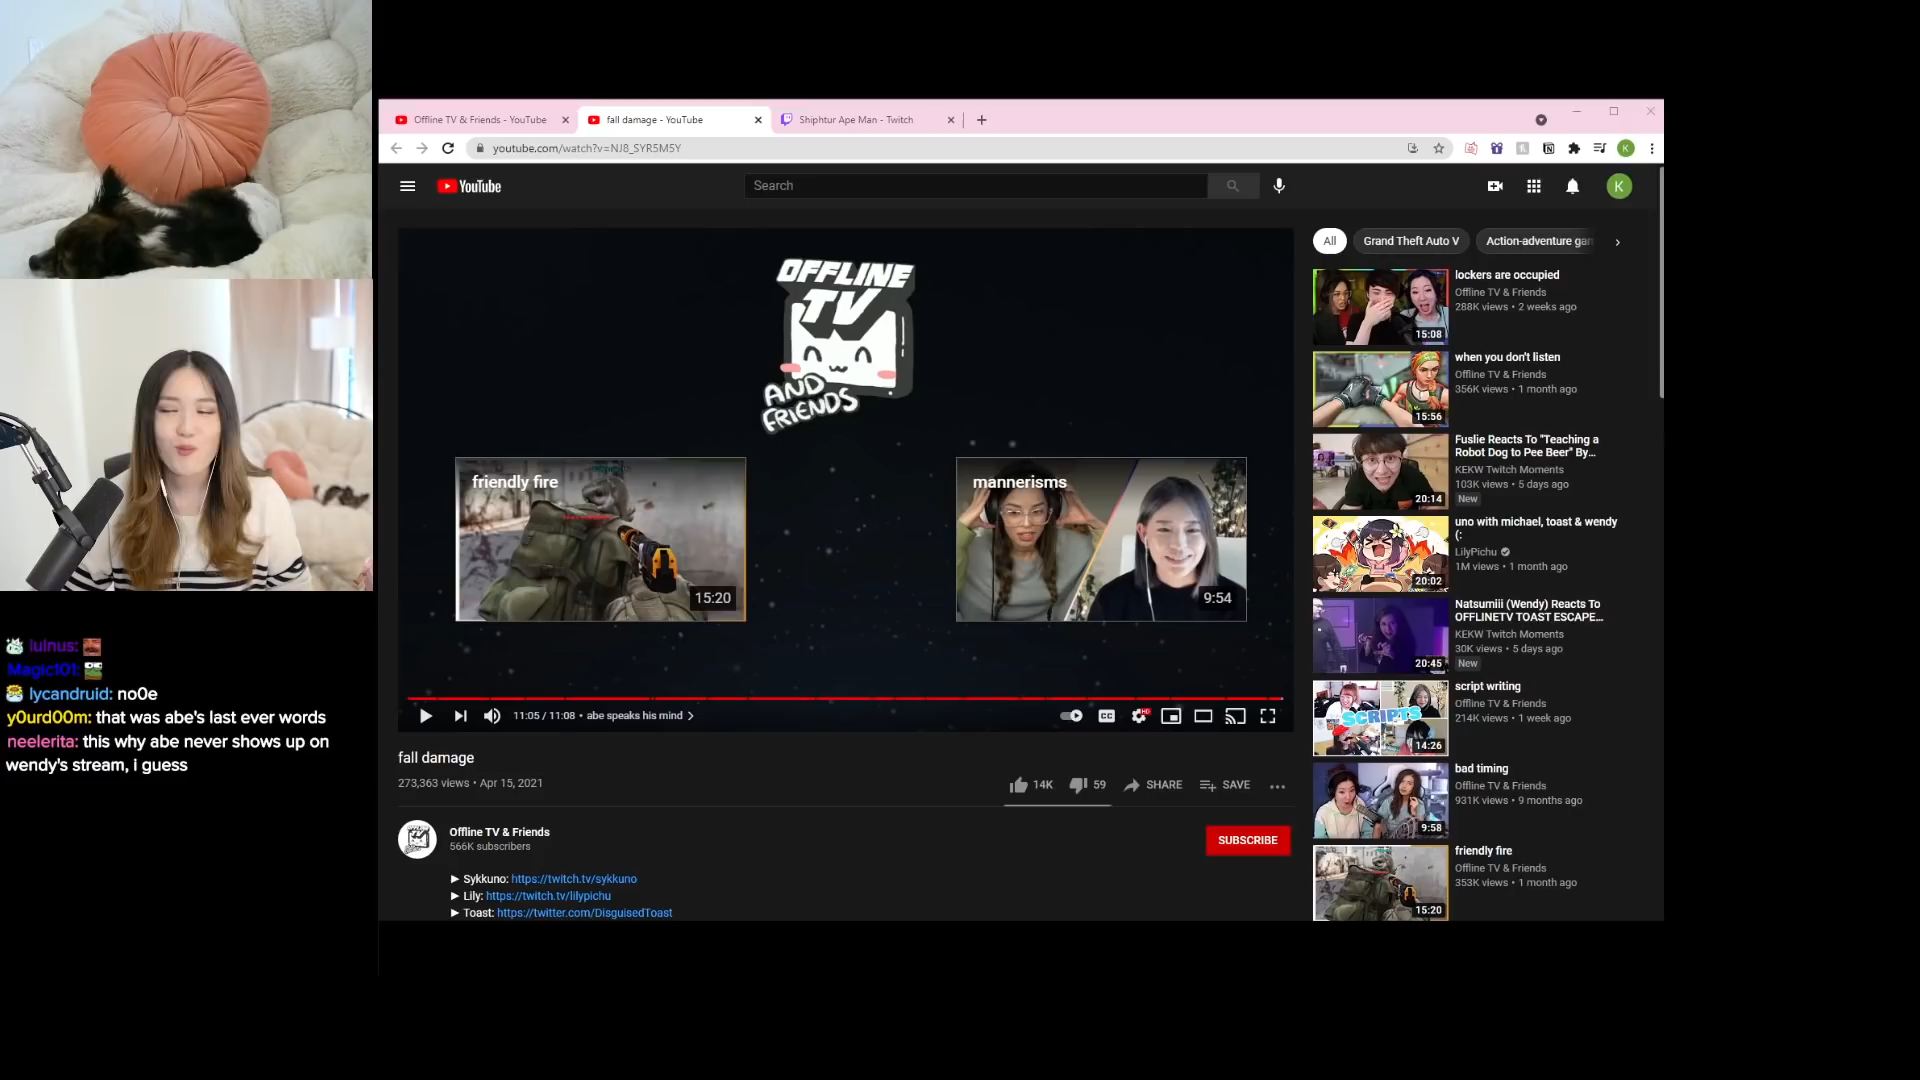 Offline TV & Friends - YouTube
fall damage - YouTube
Shiphtur Ape Man - Twitch
youtube.com/watch?v=NJ8_SYR5M5Y
YouTube
Search
K
OFFLINE
TV
AND
FRIENDS
friendly fire
15:20
mannerisms
9:54
11:05 / 11:08 • abe speaks his mind
fall damage
273,363 views • Apr 15, 2021
14K
59
SHARE
SAVE
Offline TV & Friends
566K subscribers
SUBSCRIBE
► Sykkuno: https://twitch.tv/sykkuno
► Lily: https://twitch.tv/lilypichu
► Toast: https://twitter.com/DisguisedToast
All
Grand Theft Auto V
Action-adventure gan
lockers are occupied
Offline TV & Friends
288K views • 2 weeks ago
15:08
when you don't listen
Offline TV & Friends
356K views • 1 month ago
15:56
Fuslie Reacts To "Teaching a
Robot Dog to Pee Beer" By...
KEKW Twitch Moments
103K views • 5 days ago
New
20:14
uno with michael, toast & wendy
(:
LilyPichu
1M views • 1 month ago
20:02
Natsumiii (Wendy) Reacts To
OFFLINETV TOAST ESCAPE...
KEKW Twitch Moments
30K views • 5 days ago
New
20:45
script writing
Offline TV & Friends
214K views • 1 week ago
SCRIPTS
14:26
bad timing
Offline TV & Friends
931K views • 9 months ago
9:58
friendly fire
Offline TV & Friends
353K views • 1 month ago
15:20
luinus:
Magic101:
lycandruid: no0e
y0urd00m: that was abe's last ever words
neelerita: this why abe never shows up on
wendy's stream, i guess